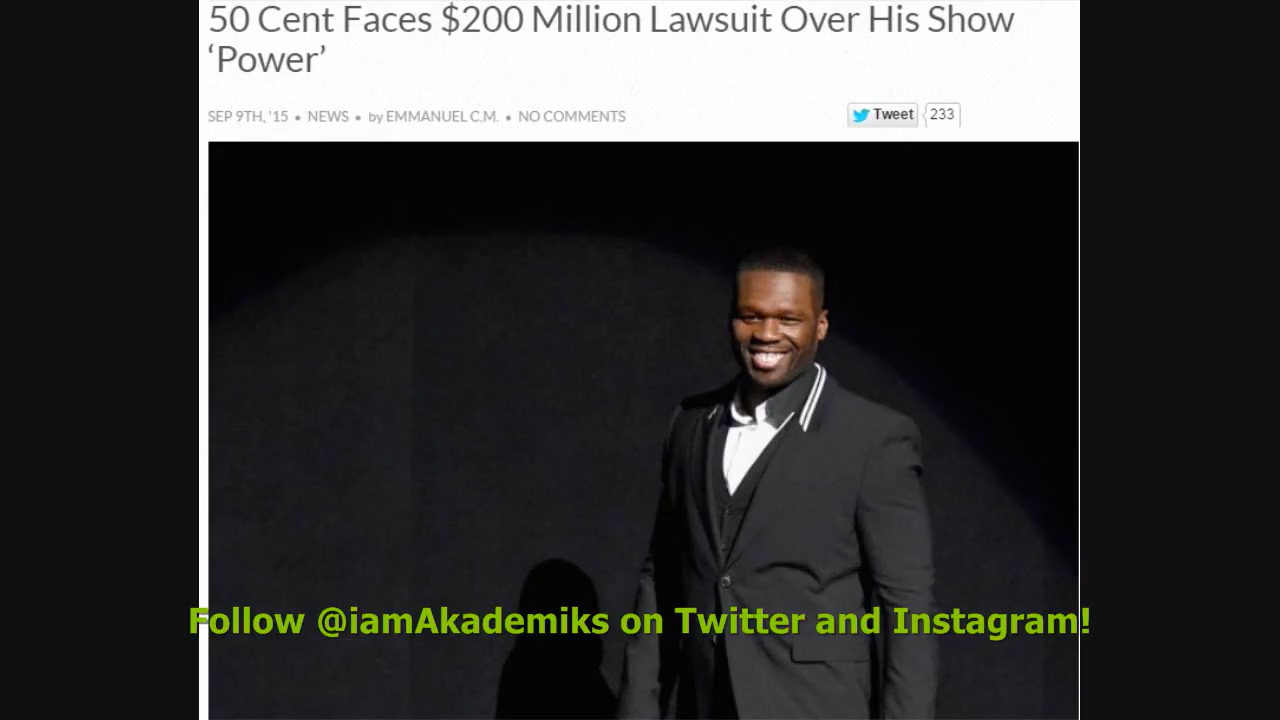 50 Cent Faces $200 Million Lawsuit Over His Show
‘Power’
SEP 9TH, '15 • NEWS • by EMMANUEL C.M. • NO COMMENTS
Tweet 233
Follow @iamAkademiks on Twitter and Instagram!